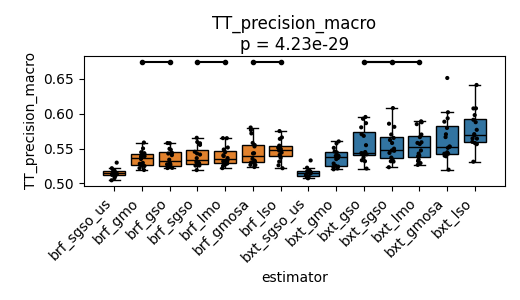 TT_precision_macro
p = 4.23e-29
TT_precision_macro
0.65
0.60
0.55
0.50
brf_sgso_us
brf_gmo
brf_gso
brf_sgso
brf_lmo
brf_gmosa
brf_lso
bxt_sgso_us
bxt_gmo
bxt_gso
bxt_sgso
bxt_lmo
bxt_gmosa
bxt_lso
estimator